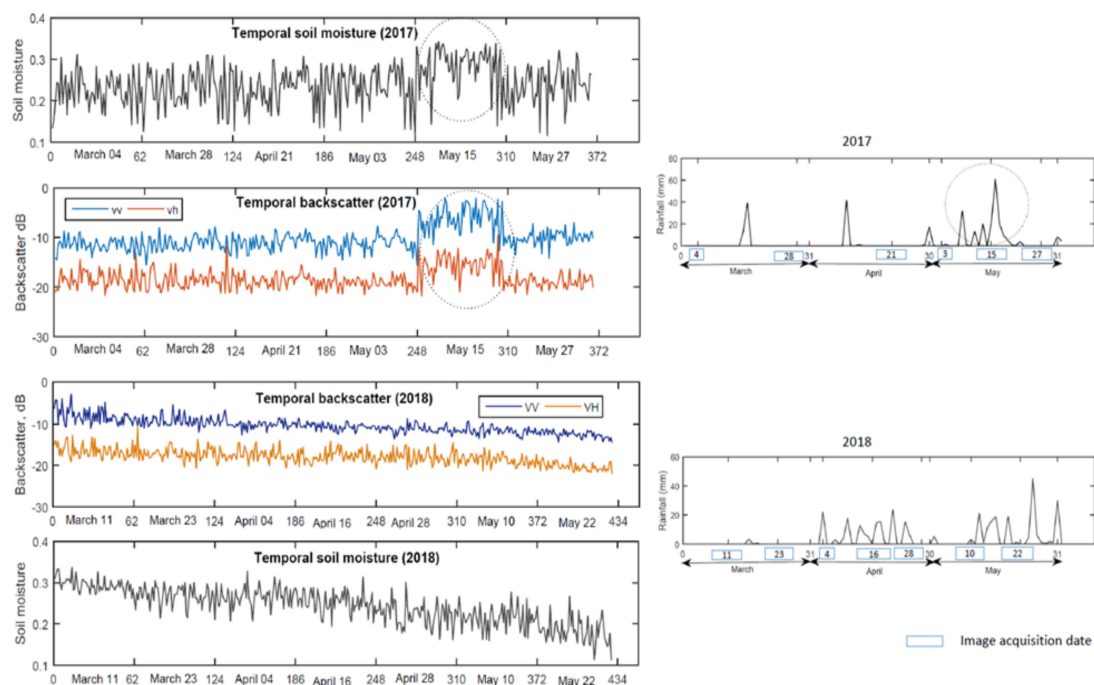 Temporal soil moisture (2017)
Soil moisture
0.4
0.3
0.2
0.1
0 March 04 62 March 28 124 April 21 186 May 03 248 May 15 310 May 27 372
Temporal backscatter (2017)
vv vh
Backscatter dB
0
-10
-20
-30
0 March 04 62 March 28 124 April 21 186 May 03 248 May 15 310 May 27 372
Temporal backscatter (2018)
VV VH
Backscatter, dB
0
-10
-20
-30
0 March 11 62 March 23 124 April 04 186 April 16 248 April 28 310 May 10 372 May 22 434
Temporal soil moisture (2018)
Soil moisture
0.4
0.3
0.2
0.1
0 March 11 62 March 23 124 April 04 186 April 16 248 April 28 310 May 10 372 May 22 434
2017
Rainfall (mm)
80
60
40
20
0
0 4 28 31 21 30 3 15 27 31
March April May
2018
Rainfall (mm)
60
40
20
0
0 11 23 31 4 16 28 30 10 22 31
March April May
Image acquisition date